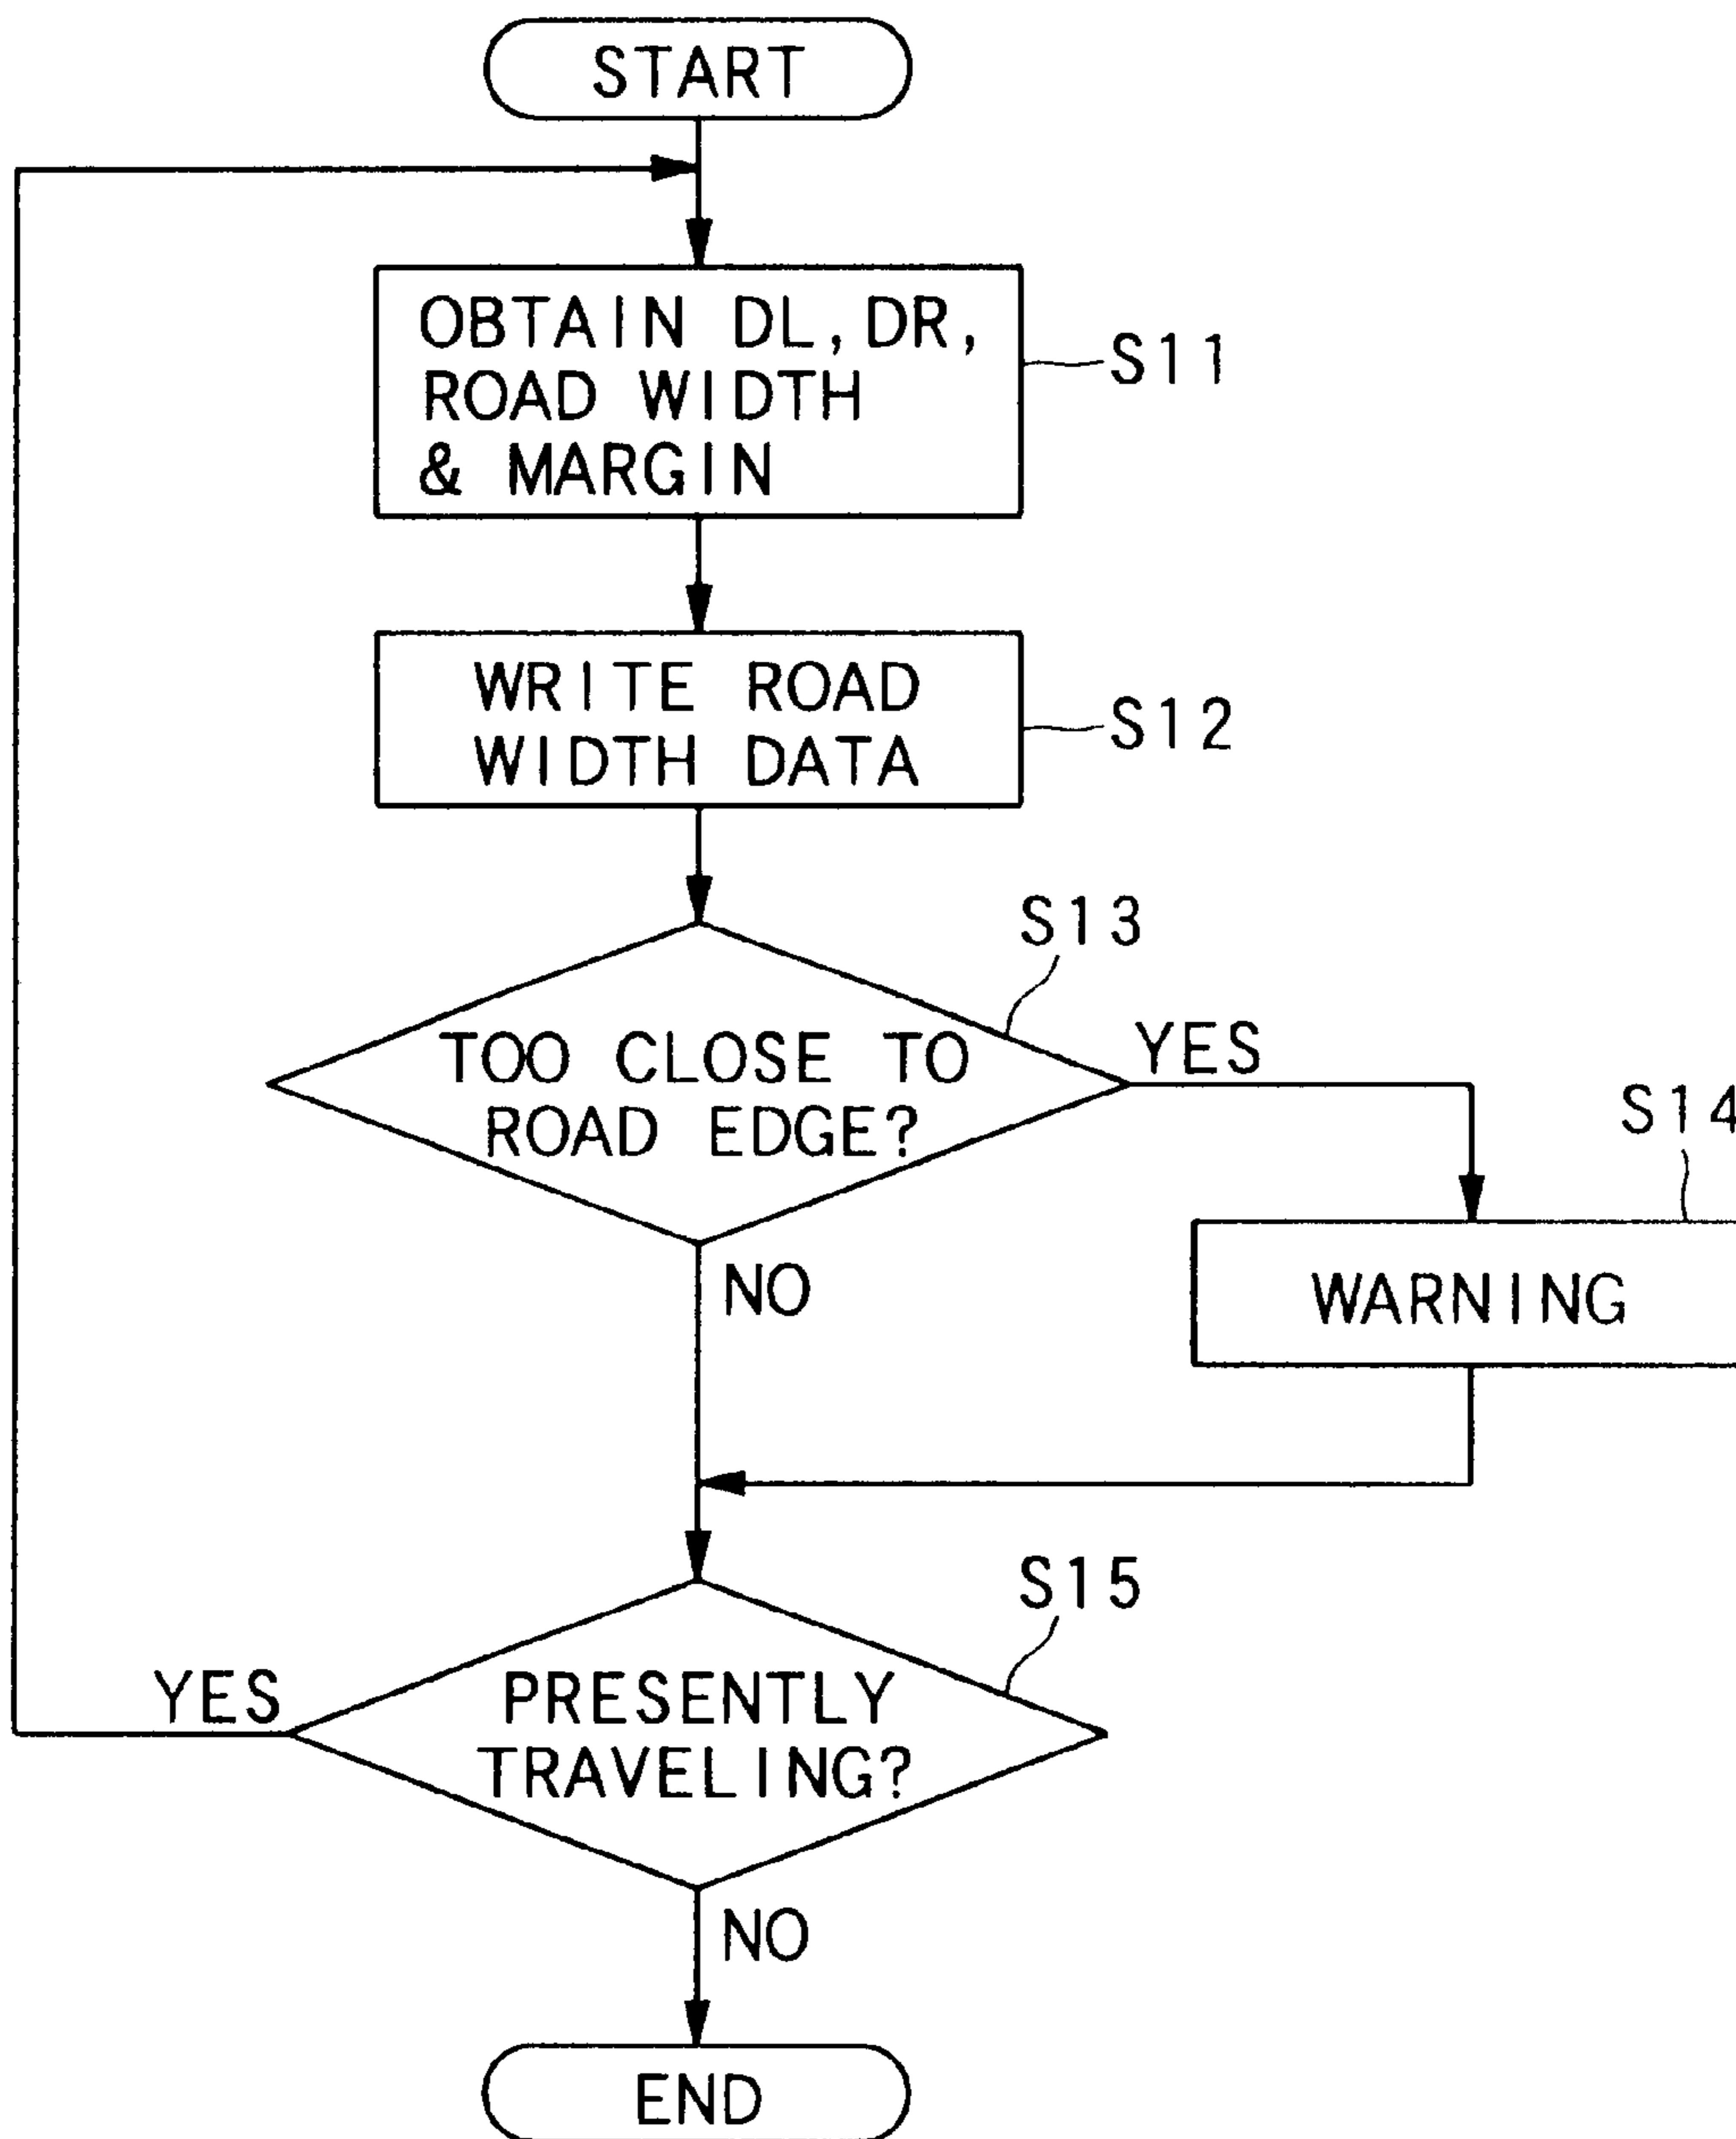 START
OBTAIN DL, DR,
ROAD WIDTH
& MARGIN
S11
WRITE ROAD
WIDTH DATA
S12
S13
TOO CLOSE TO
ROAD EDGE?
YES
S14
NO
WARNING
S15
YES
PRESENTLY
TRAVELING?
NO
END